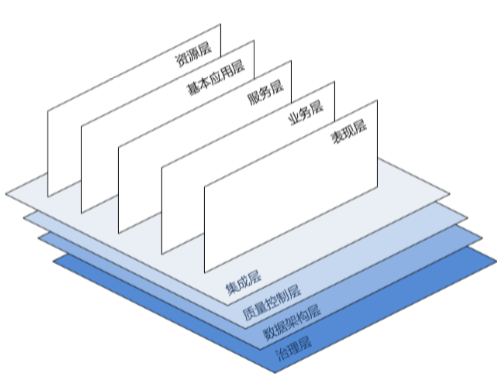 资源层
基本应用层
服务层
业务层
表现层
集成层
质量控制层
数据架构层
治理层